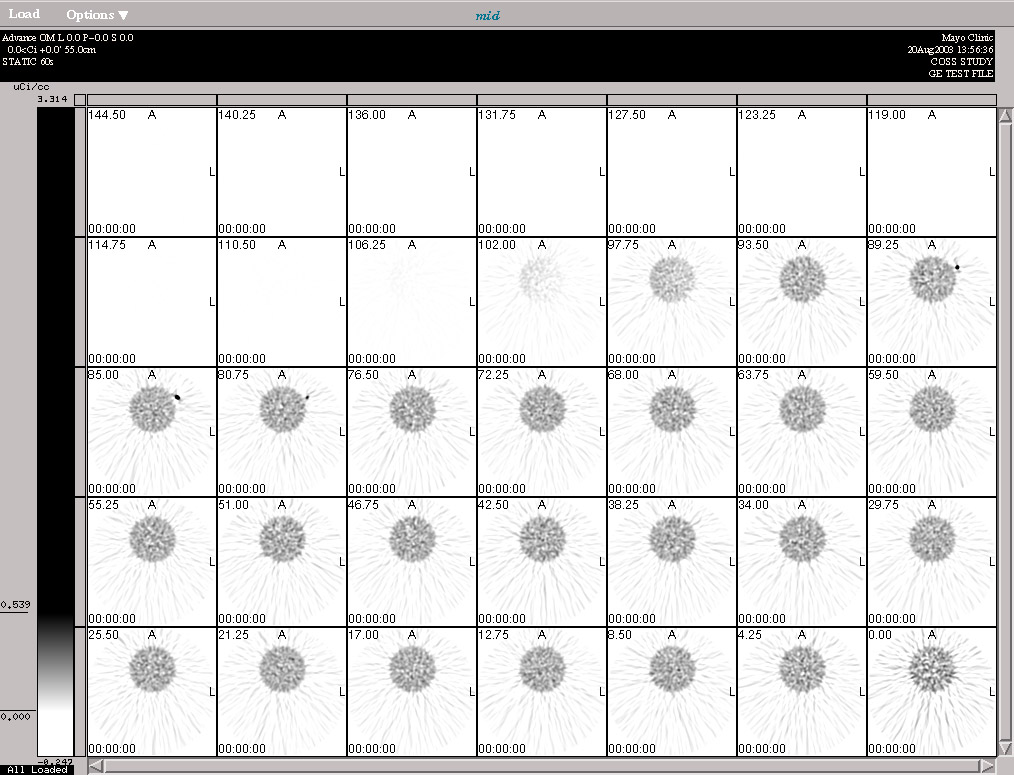 Load Options ▼ mid
Advance OM L 0.0 P-0.0 S 0.0 Mayo Clinic
0.0<Ci +0.0' 55.0cm 20Aug2003 13:56:36
STATIC 60s COSS STUDY
GE TEST FILE
uCi/cc
3.314
144.50 A 140.25 A 136.00 A 131.75 A 127.50 A 123.25 A 119.00 A
L L L L L L L
00:00:00 00:00:00 00:00:00 00:00:00 00:00:00 00:00:00 00:00:00
114.75 A 110.50 A 106.25 A 102.00 A 97.75 A 93.50 A 89.25 A
L L L L L L L
00:00:00 00:00:00 00:00:00 00:00:00 00:00:00 00:00:00 00:00:00
85.00 A 80.75 A 76.50 A 72.25 A 68.00 A 63.75 A 59.50 A
L L L L L L L
00:00:00 00:00:00 00:00:00 00:00:00 00:00:00 00:00:00 00:00:00
55.25 A 51.00 A 46.75 A 42.50 A 38.25 A 34.00 A 29.75 A
L L L L L L L
0.539
00:00:00 00:00:00 00:00:00 00:00:00 00:00:00 00:00:00 00:00:00
25.50 A 21.25 A 17.00 A 12.75 A 8.50 A 4.25 A 0.00 A
L L L L L L L
0.000
00:00:00 00:00:00 00:00:00 00:00:00 00:00:00 00:00:00 00:00:00
All Loaded